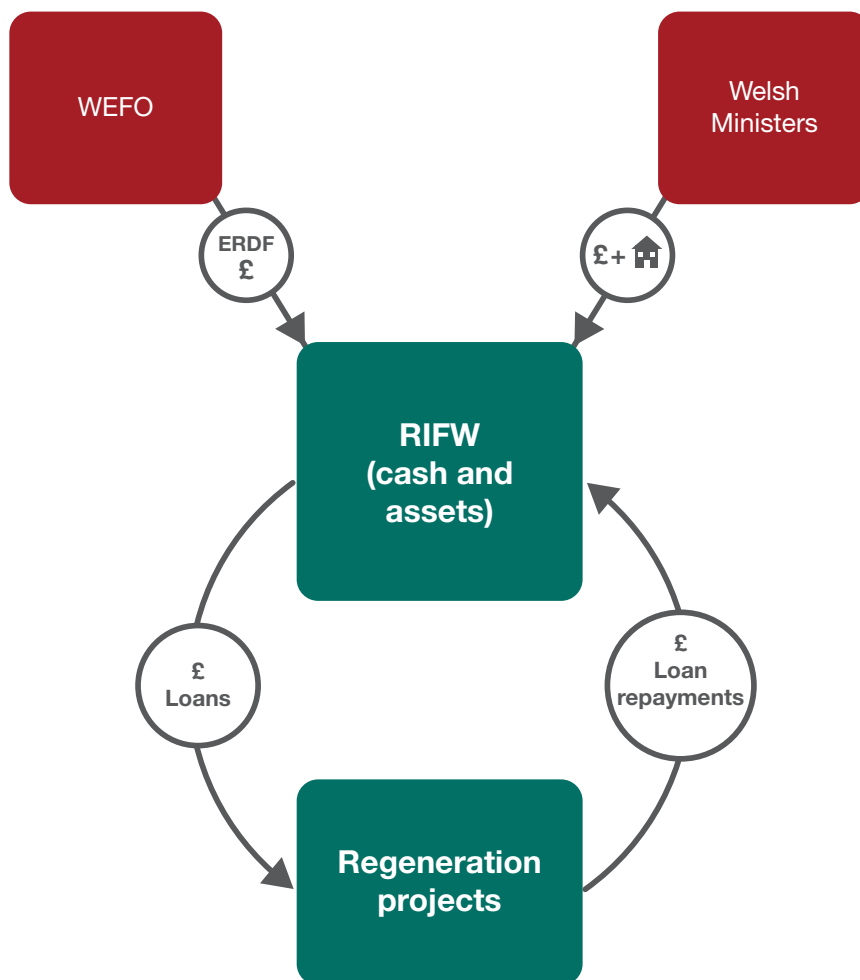 WEFO
Welsh
Ministers
ERDF
£
£+
RIFW
(cash and
assets)
£
Loans
£
Loan
repayments
Regeneration
projects